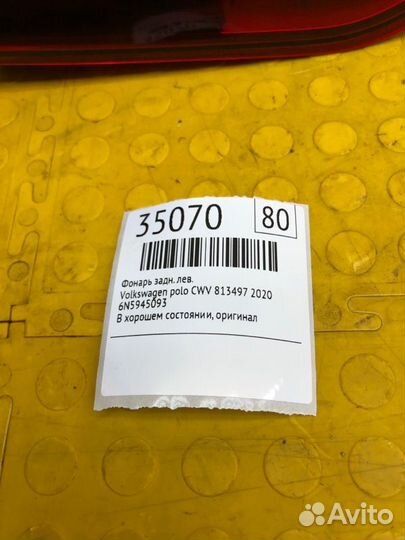 35070 80
Фонарь задн. лев.
Volkswagen polo CWV 813497 2020
6N5945093
В хорошем состоянии, оригинал
Avito